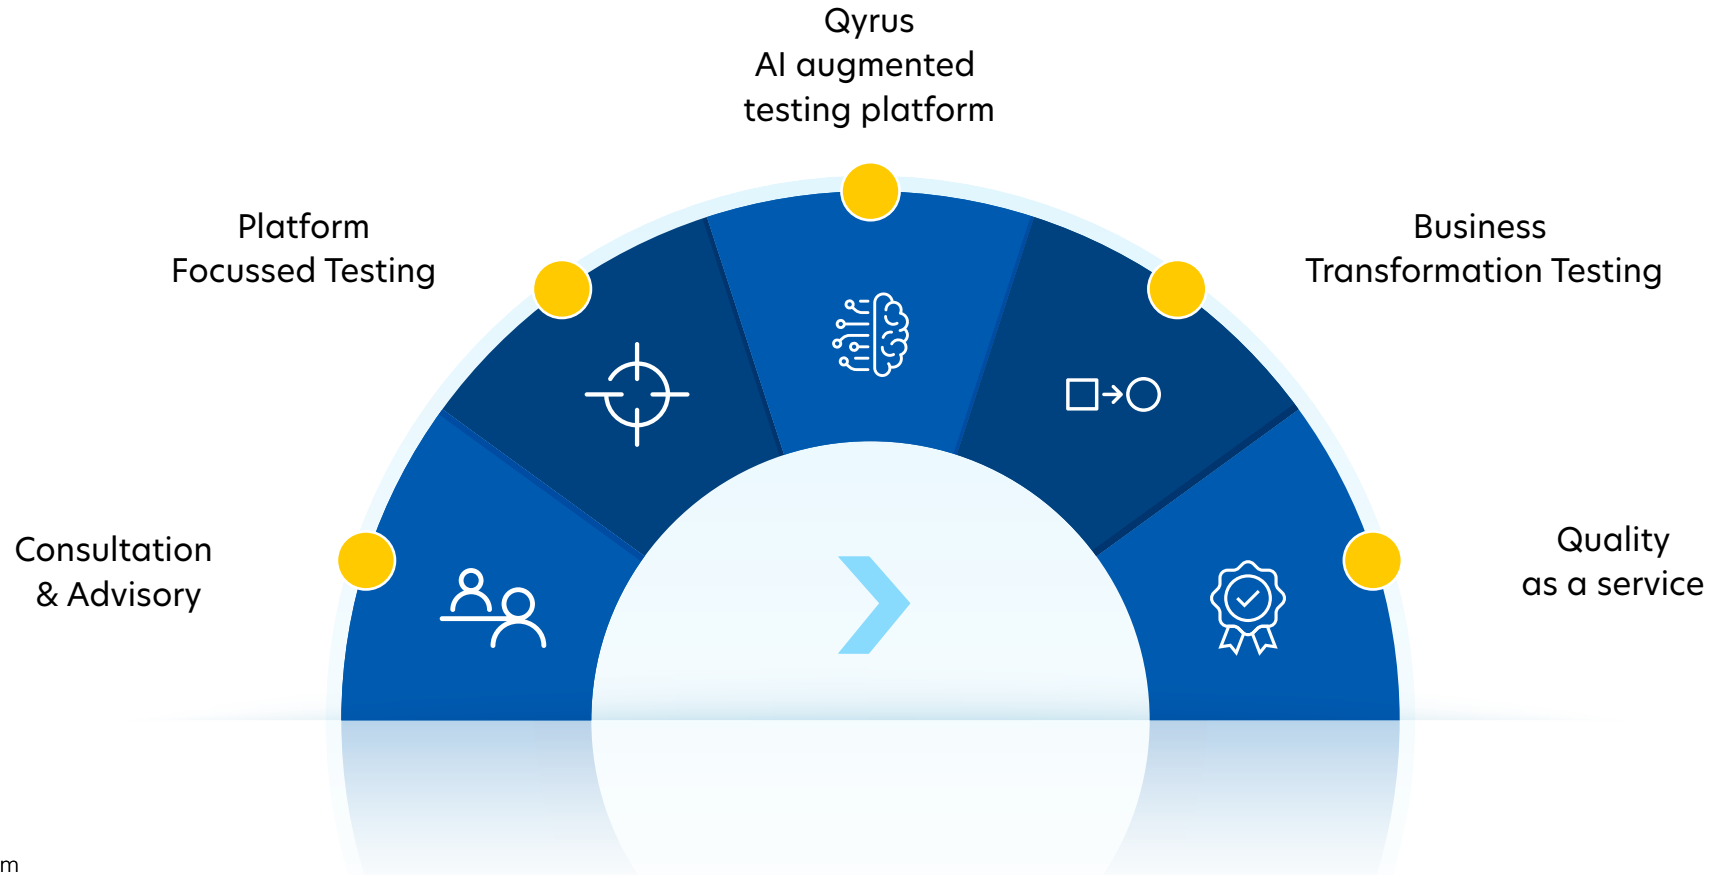 Qyrus
AI augmented
testing platform
Platform
Focussed Testing
Business
Transformation Testing
Consultation
& Advisory
Quality
as a service
m